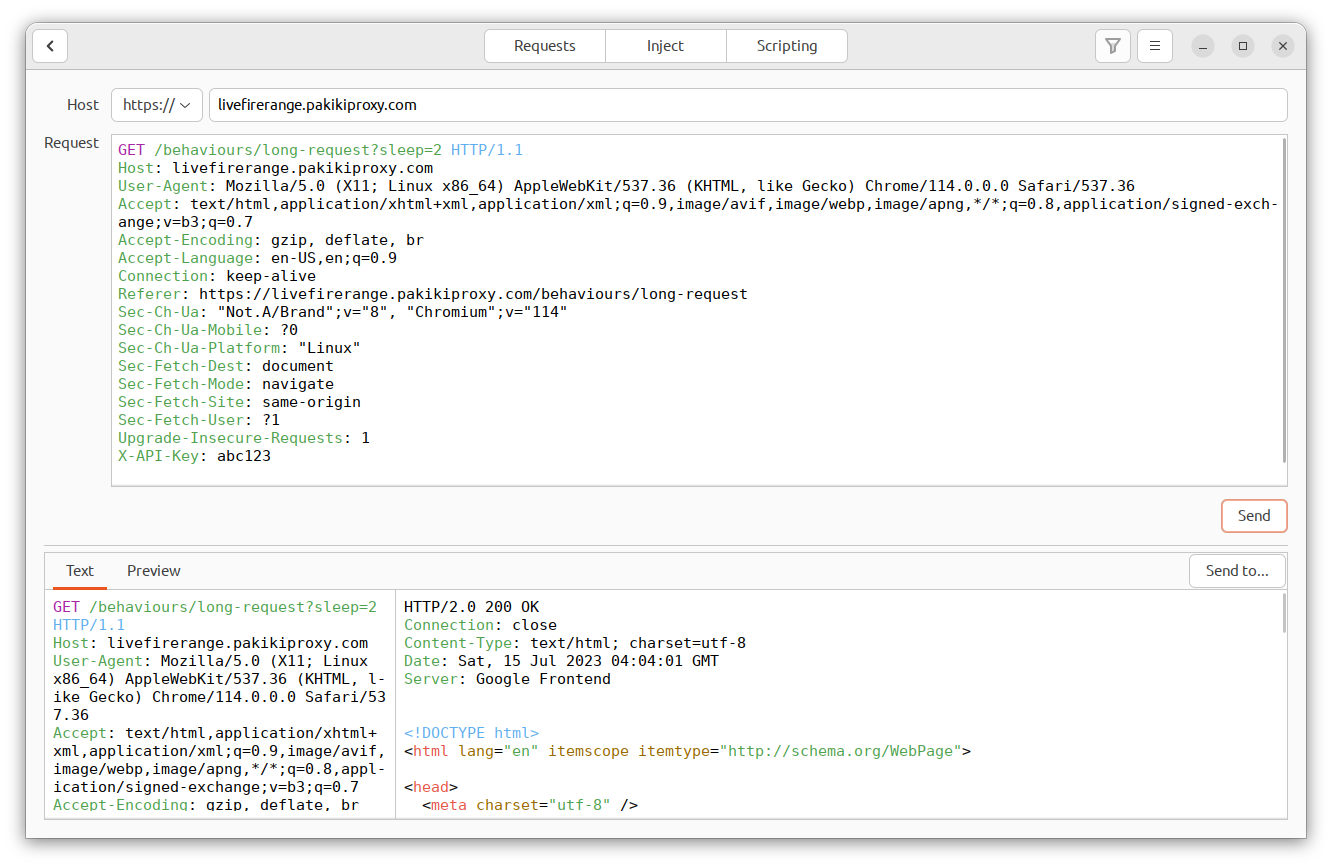 Requests Inject Scripting
Host https:// livefirerange.pakikiproxy.com
Request
GET /behaviours/long-request?sleep=2 HTTP/1.1
Host: livefirerange.pakikiproxy.com
User-Agent: Mozilla/5.0 (X11; Linux x86_64) AppleWebKit/537.36 (KHTML, like Gecko) Chrome/114.0.0.0 Safari/537.36
Accept: text/html,application/xhtml+xml,application/xml;q=0.9,image/avif,image/webp,image/apng,*/*;q=0.8,application/signed-exch-
ange;v=b3;q=0.7
Accept-Encoding: gzip, deflate, br
Accept-Language: en-US,en;q=0.9
Connection: keep-alive
Referer: https://livefirerange.pakikiproxy.com/behaviours/long-request
Sec-Ch-Ua: "Not.A/Brand";v="8", "Chromium";v="114"
Sec-Ch-Ua-Mobile: ?0
Sec-Ch-Ua-Platform: "Linux"
Sec-Fetch-Dest: document
Sec-Fetch-Mode: navigate
Sec-Fetch-Site: same-origin
Sec-Fetch-User: ?1
Upgrade-Insecure-Requests: 1
X-API-Key: abc123
Send
Text Preview Send to...
GET /behaviours/long-request?sleep=2
HTTP/1.1
Host: livefirerange.pakikiproxy.com
User-Agent: Mozilla/5.0 (X11; Linux
x86_64) AppleWebKit/537.36 (KHTML, l-
ike Gecko) Chrome/114.0.0.0 Safari/53
7.36
Accept: text/html,application/xhtml+
xml,application/xml;q=0.9,image/avif,
image/webp,image/apng,*/*;q=0.8,appl-
ication/signed-exchange;v=b3;q=0.7
Accept-Encoding: gzip, deflate, br
HTTP/2.0 200 OK
Connection: close
Content-Type: text/html; charset=utf-8
Date: Sat, 15 Jul 2023 04:04:01 GMT
Server: Google Frontend
<!DOCTYPE html>
<html lang="en" itemscope itemtype="http://schema.org/WebPage">
<head>
<meta charset="utf-8" />